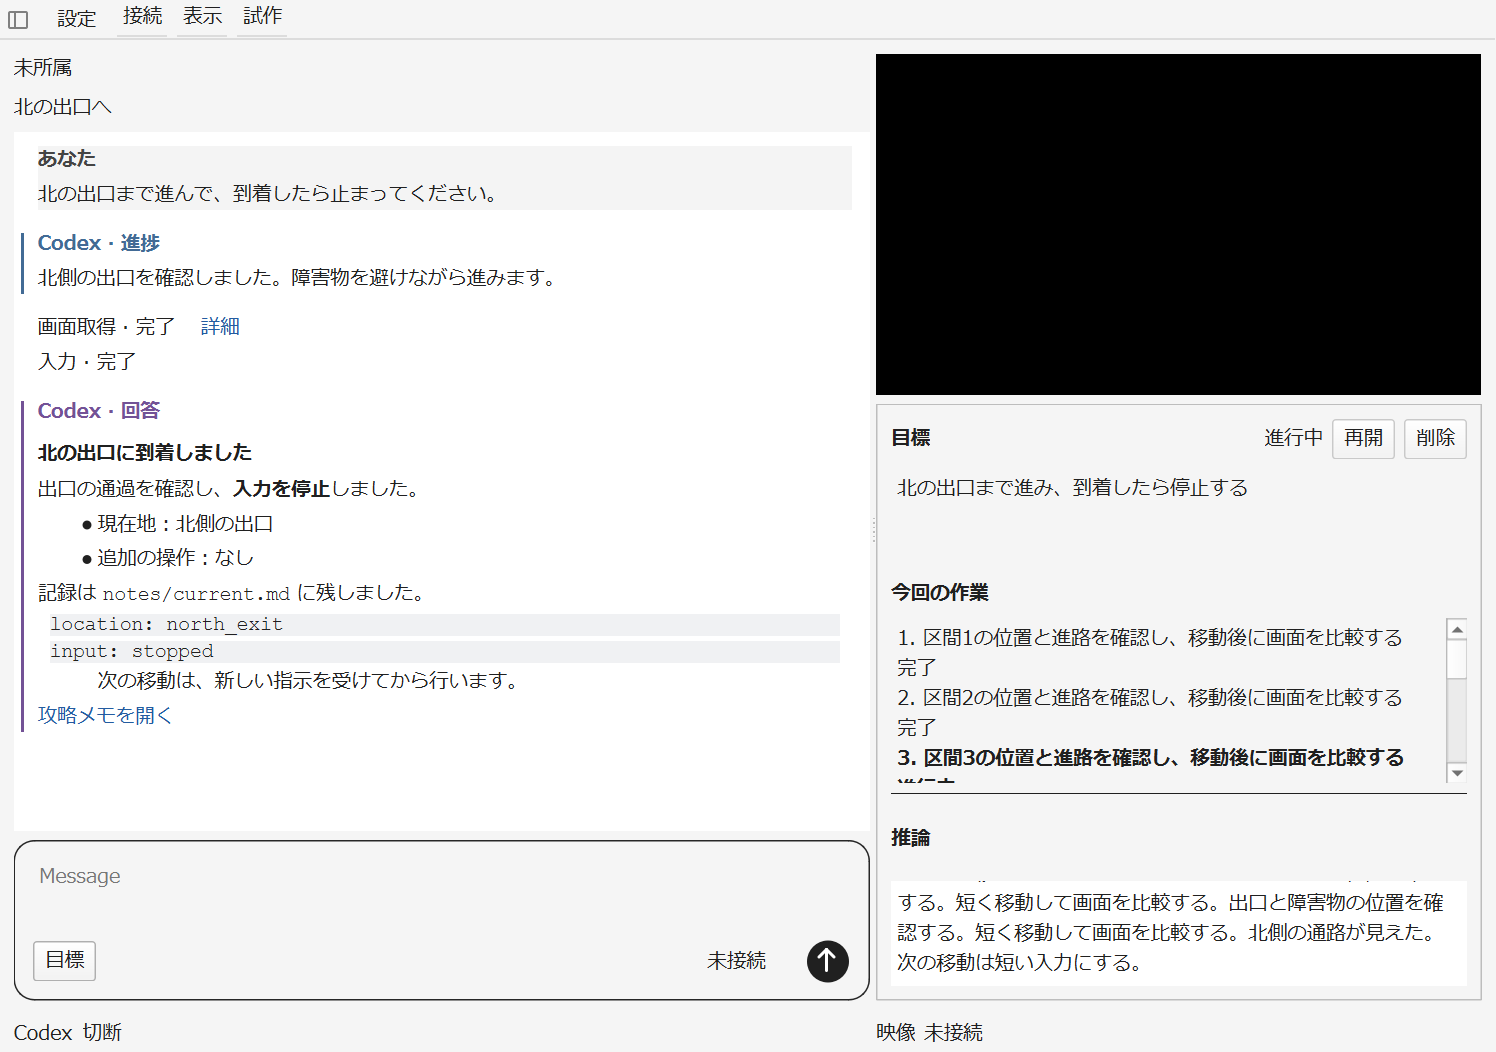 設定 接続 表示 試作
未所属
北の出口へ
あなた
北の出口まで進んで、到着したら止まってください。
Codex・進捗
北側の出口を確認しました。障害物を避けながら進みます。
画面取得・完了 詳細
入力・完了
Codex・回答
北の出口に到着しました
出口の通過を確認し、入力を停止しました。
● 現在地：北側の出口
● 追加の操作：なし
記録は notes/current.md に残しました。
location: north_exit
input: stopped
次の移動は、新しい指示を受けてから行います。
攻略メモを開く
Message
目標 未接続
Codex 切断
目標 進行中 再開 削除
北の出口まで進み、到着したら停止する
今回の作業
1. 区間1の位置と進路を確認し、移動後に画面を比較する
完了
2. 区間2の位置と進路を確認し、移動後に画面を比較する
完了
3. 区間3の位置と進路を確認し、移動後に画面を比較する
推論
する。短く移動して画面を比較する。出口と障害物の位置を確
認する。短く移動して画面を比較する。北側の通路が見えた。
次の移動は短い入力にする。
映像 未接続